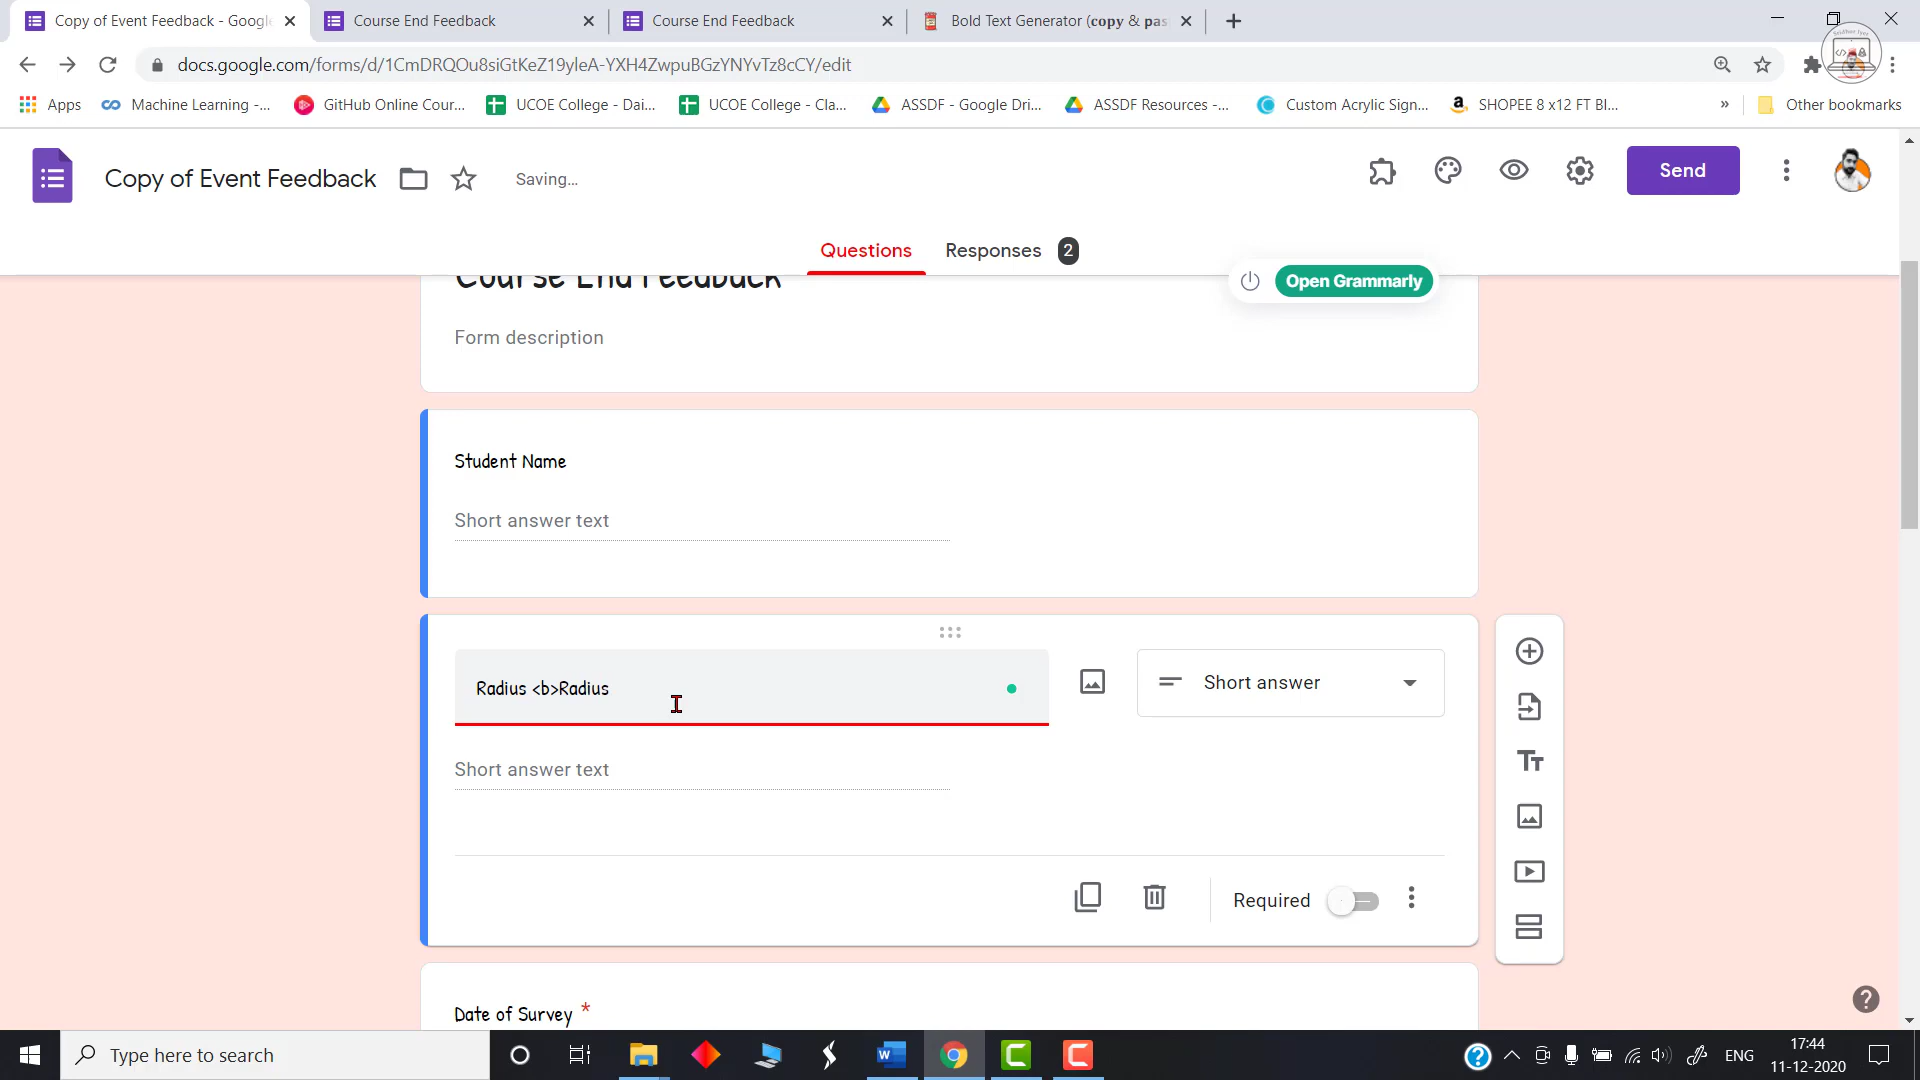 Copy of Event Feedback - Google
Course End Feedback
Course End Feedback
Bold Text Generator (𝗰𝗼𝗽𝘆 & 𝗽𝗮𝘀
docs.google.com/forms/d/1CmDRQOu8siGtKeZ19yleA-YXH4ZwpuBGzYNYvTz8cCY/edit
Apps
Machine Learning -...
GitHub Online Cour...
UCOE College - Dai...
UCOE College - Cla...
ASSDF - Google Dri...
ASSDF Resources -...
Custom Acrylic Sign...
SHOPEE 8 x12 FT Bl...
»
Other bookmarks
Copy of Event Feedback
Saving...
Send
Questions
Responses 2
Open Grammarly
Course End Feedback
Form description
Student Name
Short answer text
Radius <b>Radius
Short answer
Short answer text
Required
Date of Survey *
Type here to search
ENG
17:44
11-12-2020